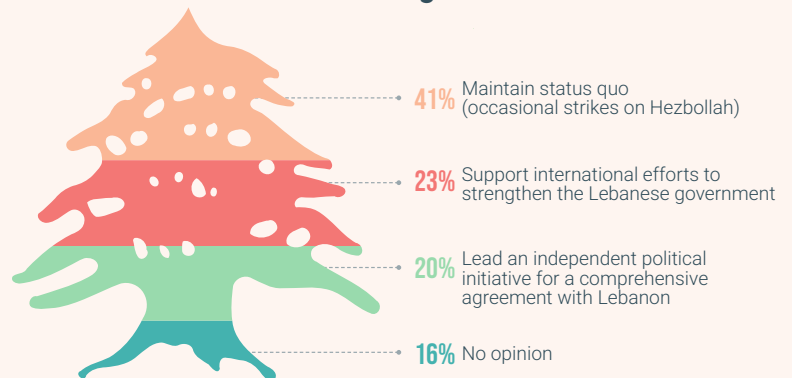 41% Maintain status quo
(occasional strikes on Hezbollah)
23% Support international efforts to
strengthen the Lebanese government
20% Lead an independent political
initiative for a comprehensive
agreement with Lebanon
16% No opinion